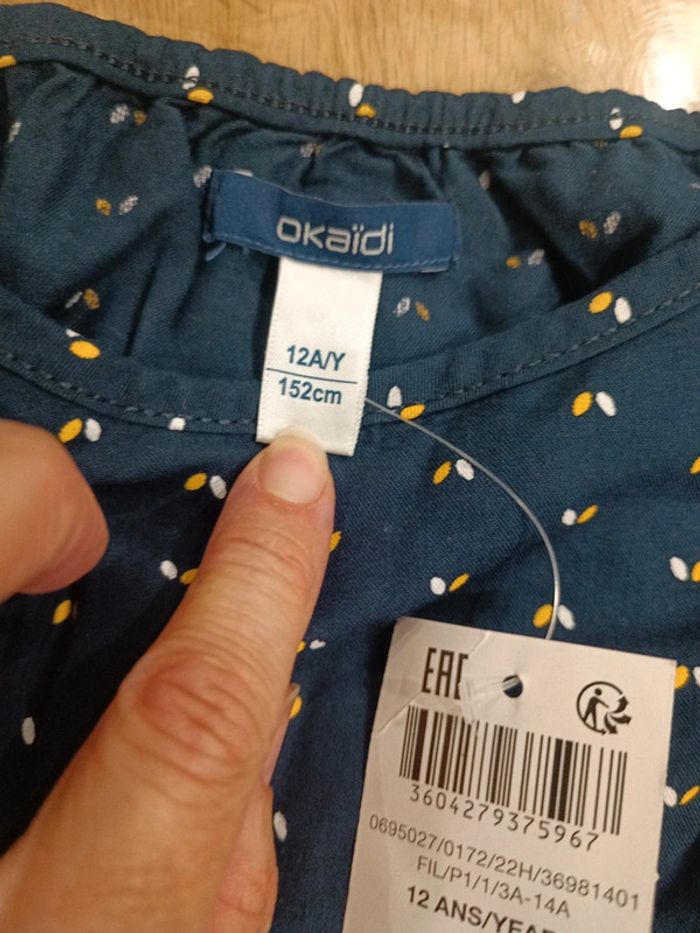 okaïdi
12A/Y
152cm
EAC
3604279375967
0695027/0172/22H/36981401
FIL/P1/1/3A-14A
12 ANS/YEAR